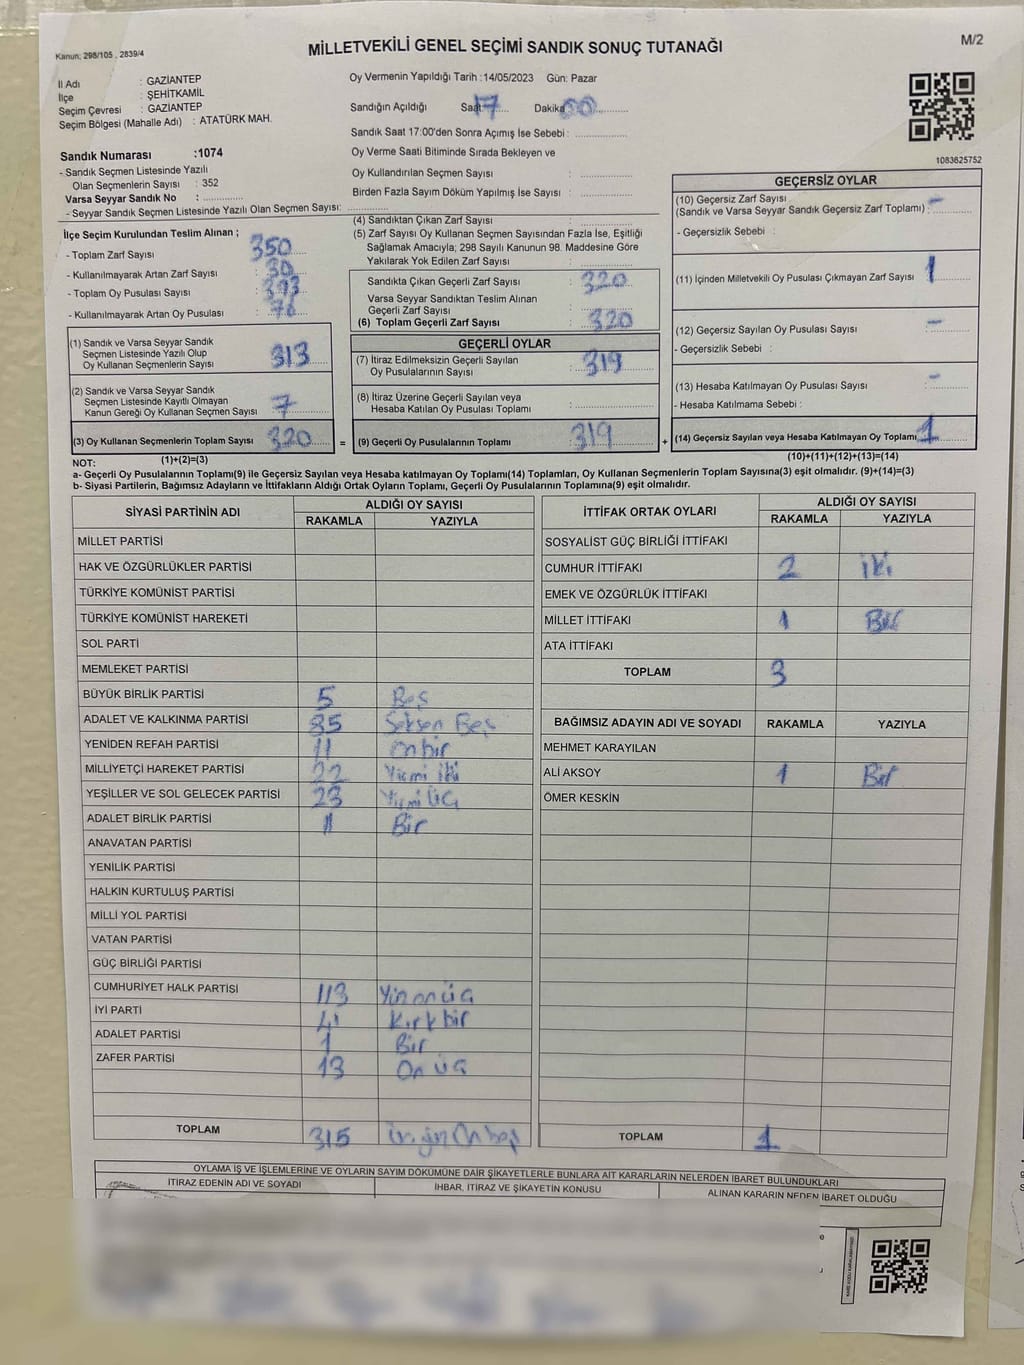 Kanun; 298/105 , 2839/4
MİLLETVEKİLİ GENEL SEÇİMİ SANDIK SONUÇ TUTANAĞI
M/2
İl Adı : GAZİANTEP
İlçe : ŞEHİTKAMİL
Seçim Çevresi : GAZİANTEP
Seçim Bölgesi (Mahalle Adı) : ATATÜRK MAH.
Oy Vermenin Yapıldığı Tarih :14/05/2023 Gün: Pazar
Sandığın Açıldığı Saat 17 Dakika 00
Sandık Saat 17:00'den Sonra Açımış İse Sebebi :
Oy Verme Saati Bitiminde Sırada Bekleyen ve
Oy Kullandırılan Seçmen Sayısı :
Birden Fazla Sayım Döküm Yapılmış İse Sayısı :
1083625752
Sandık Numarası :1074
- Sandık Seçmen Listesinde Yazılı
Olan Seçmenlerin Sayısı : 352
Varsa Seyyar Sandık No :
- Seyyar Sandık Seçmen Listesinde Yazılı Olan Seçmen Sayısı:
İlçe Seçim Kurulundan Teslim Alınan ;
- Toplam Zarf Sayısı : 350
- Kullanılmayarak Artan Zarf Sayısı : 30
- Toplam Oy Pusulası Sayısı : 393
- Kullanılmayarak Artan Oy Pusulası : 76
(1) Sandık ve Varsa Seyyar Sandık
Seçmen Listesinde Yazılı Olup
Oy Kullanan Seçmenlerin Sayısı 313
(2) Sandık ve Varsa Seyyar Sandık
Seçmen Listesinde Kayıtlı Olmayan
Kanun Gereği Oy Kullanan Seçmen Sayısı 7
(3) Oy Kullanan Seçmenlerin Toplam Sayısı 320
(1)+(2)=(3)
(4) Sandıktan Çıkan Zarf Sayısı :
(5) Zarf Sayısı Oy Kullanan Seçmen Sayısından Fazla İse, Eşitliği
Sağlamak Amacıyla; 298 Sayılı Kanunun 98. Maddesine Göre
Yakılarak Yok Edilen Zarf Sayısı :
Sandıkta Çıkan Geçerli Zarf Sayısı : 320
Varsa Seyyar Sandıktan Teslim Alınan
Geçerli Zarf Sayısı :
(6) Toplam Geçerli Zarf Sayısı : 320
GEÇERLİ OYLAR
(7) İtiraz Edilmeksizin Geçerli Sayılan
Oy Pusulalarının Sayısı : 319
(8) İtiraz Üzerine Geçerli Sayılan veya
Hesaba Katılan Oy Pusulası Toplamı :
= (9) Geçerli Oy Pusulalarının Toplamı : 319
GEÇERSİZ OYLAR
(10) Geçersiz Zarf Sayısı
(Sandık ve Varsa Seyyar Sandık Geçersiz Zarf Toplamı) : -
- Geçersizlik Sebebi :
(11) İçinden Milletvekili Oy Pusulası Çıkmayan Zarf Sayısı : 1
(12) Geçersiz Sayılan Oy Pusulası Sayısı : -
- Geçersizlik Sebebi :
(13) Hesaba Katılmayan Oy Pusulası Sayısı : -
- Hesaba Katılmama Sebebi :
+ (14) Geçersiz Sayılan veya Hesaba Katılmayan Oy Toplamı 1
(10)+(11)+(12)+(13)=(14)
NOT:
a- Geçerli Oy Pusulalarının Toplamı(9) ile Geçersiz Sayılan veya Hesaba katılmayan Oy Toplamı(14) Toplamları, Oy Kullanan Seçmenlerin Toplam Sayısına(3) eşit olmalıdır. (9)+(14)=(3)
b- Siyasi Partilerin, Bağımsız Adayların ve İttifakların Aldığı Ortak Oyların Toplamı, Geçerli Oy Pusulalarının Toplamına(9) eşit olmalıdır.
SİYASİ PARTİNİN ADI ALDIĞI OY SAYISI
RAKAMLA YAZIYLA
MİLLET PARTİSİ
HAK VE ÖZGÜRLÜKLER PARTİSİ
TÜRKİYE KOMÜNİST PARTİSİ
TÜRKİYE KOMÜNİST HAREKETİ
SOL PARTİ
MEMLEKET PARTİSİ
BÜYÜK BİRLİK PARTİSİ 5 Beş
ADALET VE KALKINMA PARTİSİ 85 Seksen Beş
YENİDEN REFAH PARTİSİ 11 onbir
MİLLİYETÇİ HAREKET PARTİSİ 22 Yirmi iki
YEŞİLLER VE SOL GELECEK PARTİSİ 23 Yirmi Üç
ADALET BİRLİK PARTİSİ 1 Bir
ANAVATAN PARTİSİ
YENİLİK PARTİSİ
HALKIN KURTULUŞ PARTİSİ
MİLLİ YOL PARTİSİ
VATAN PARTİSİ
GÜÇ BİRLİĞİ PARTİSİ
CUMHURİYET HALK PARTİSİ 113 Yüz on üç
İYİ PARTİ 41 Kırk bir
ADALET PARTİSİ 1 Bir
ZAFER PARTİSİ 13 On üç
TOPLAM 315 Üç yüz On beş
İTTİFAK ORTAK OYLARI ALDIĞI OY SAYISI
RAKAMLA YAZIYLA
SOSYALİST GÜÇ BİRLİĞİ İTTİFAKI
CUMHUR İTTİFAKI 2 iki
EMEK VE ÖZGÜRLÜK İTTİFAKI
MİLLET İTTİFAKI 1 Bir
ATA İTTİFAKI
TOPLAM 3
BAĞIMSIZ ADAYIN ADI VE SOYADI RAKAMLA YAZIYLA
MEHMET KARAYILAN
ALİ AKSOY 1 Bir
ÖMER KESKİN
TOPLAM 1
OYLAMA İŞ VE İŞLEMLERİNE VE OYLARIN SAYIM DÖKÜMÜNE DAİR ŞİKAYETLERLE BUNLARA AİT KARARLARIN NELERDEN İBARET BULUNDUKLARI
İTİRAZ EDENİN ADI VE SOYADI İHBAR, İTİRAZ VE ŞİKAYETİN KONUSU ALINAN KARARIN NEDEN İBARET OLDUĞU